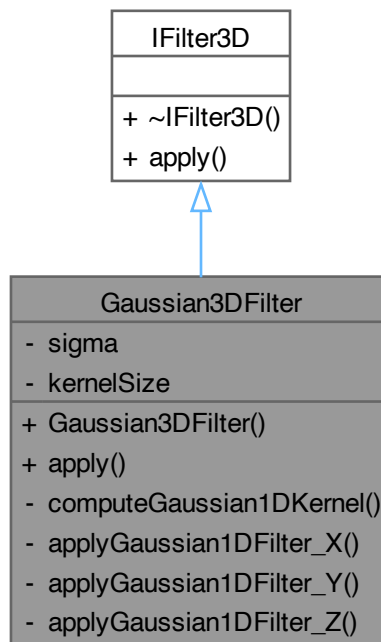 IFilter3D
+ ~IFilter3D()
+ apply()
Gaussian3DFilter
- sigma
- kernelSize
+ Gaussian3DFilter()
+ apply()
- computeGaussian1DKernel()
- applyGaussian1DFilter_X()
- applyGaussian1DFilter_Y()
- applyGaussian1DFilter_Z()